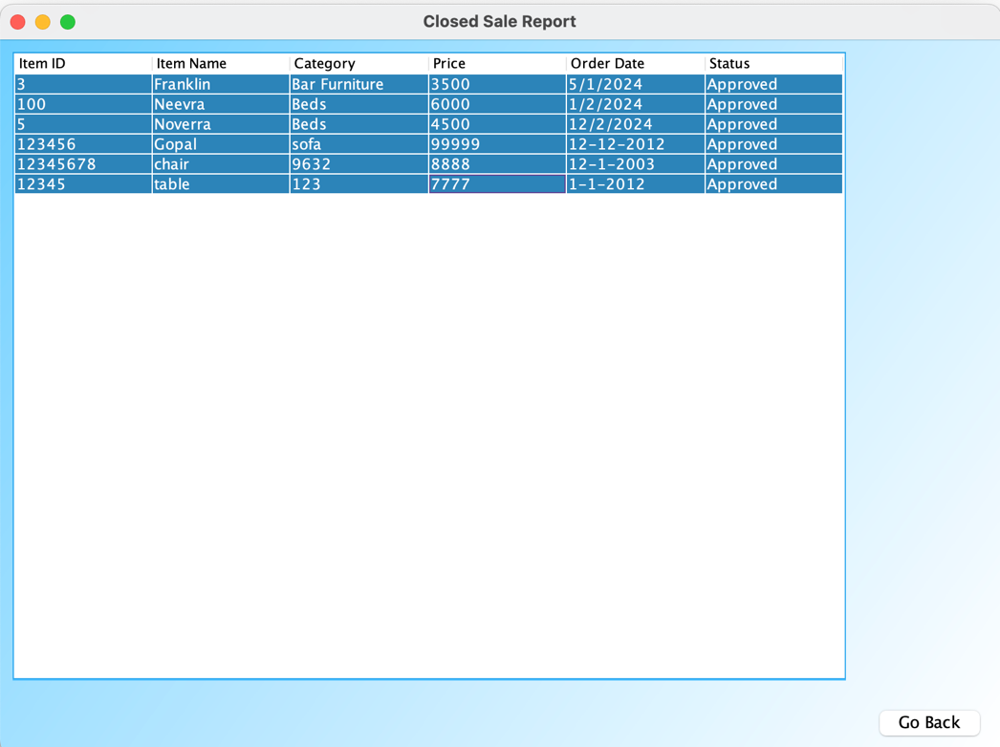 Closed Sale Report
Item ID Item Name Category Price Order Date Status
3 Franklin Bar Furniture 3500 5/1/2024 Approved
100 Neevra Beds 6000 1/2/2024 Approved
5 Noverra Beds 4500 12/2/2024 Approved
123456 Gopal sofa 99999 12-12-2012 Approved
12345678 chair 9632 8888 12-1-2003 Approved
12345 table 123 7777 1-1-2012 Approved
Go Back